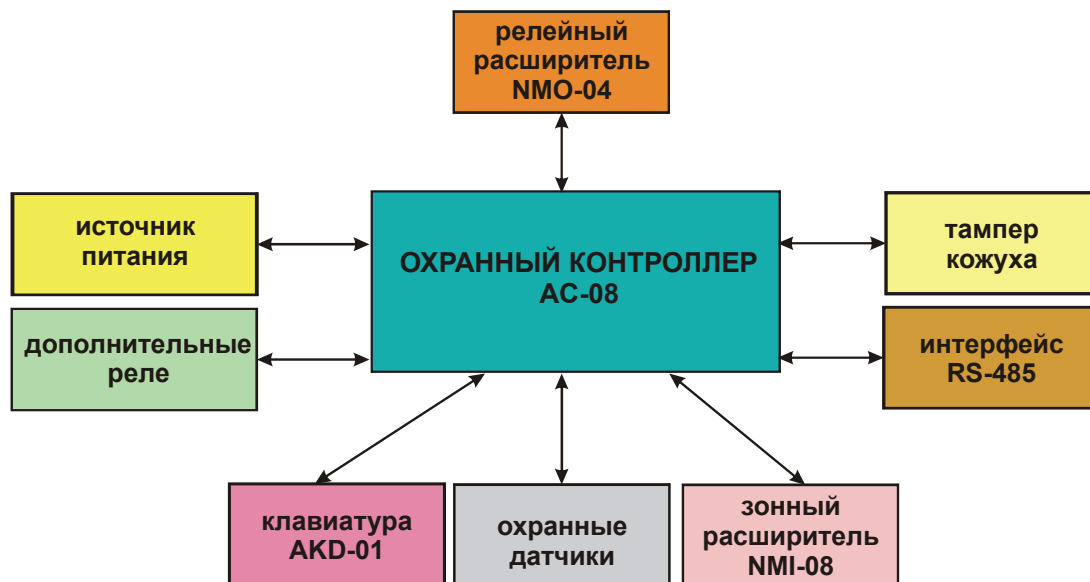 релейный
расширитель
NMO-04
источник
питания
ОХРАННЫЙ КОНТРОЛЛЕР
AC-08
тампер
кожуха
дополнительные
реле
интерфейс
RS-485
клавиатура
AKD-01
охранные
датчики
зонный
расширитель
NMI-08